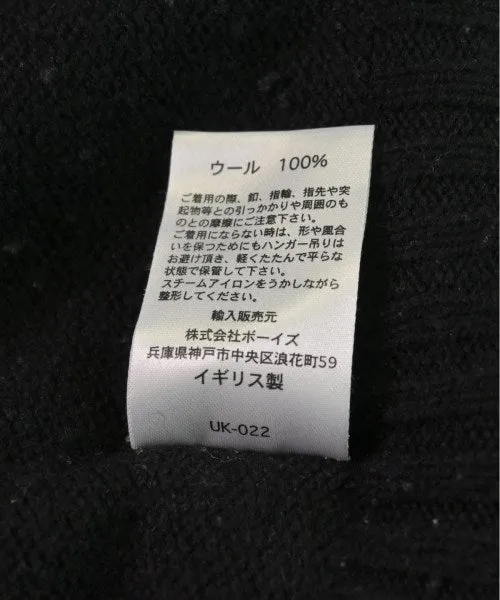 ウール 100%
ご着用の際、釦、指輪、指先や突
起物等との引っかかりや周囲のも
のとの摩擦にご注意下さい。
ご着用にならない時は、形や風合
いを保つためにもハンガー吊りは
お避け頂き、軽くたたんで平らな
状態で保管して下さい。
スチームアイロンをうかしながら
整形してください。
輸入販売元
株式会社ボーイズ
兵庫県神戸市中央区浪花町59
イギリス製
UK-022